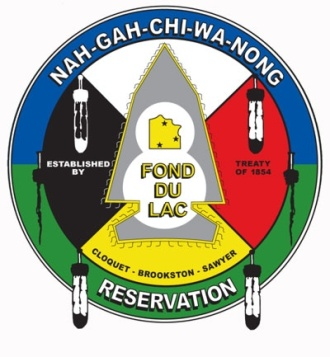 NAH-GAH-CHI-WA-NONG
ESTABLISHED
BY
TREATY
OF 1854
FOND
DU
LAC
CLOQUET - BROOKSTON - SAWYER
RESERVATION